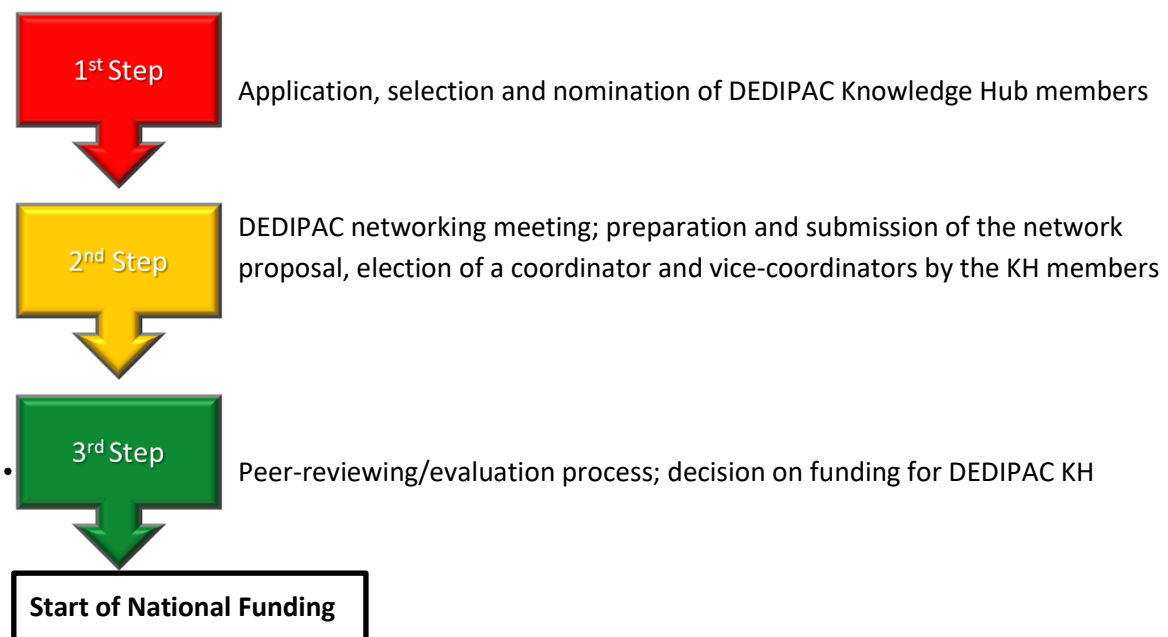 1st Step
Application, selection and nomination of DEDIPAC Knowledge Hub members
2nd Step
DEDIPAC networking meeting; preparation and submission of the network
proposal, election of a coordinator and vice-coordinators by the KH members
3rd Step
• Peer-reviewing/evaluation process; decision on funding for DEDIPAC KH
Start of National Funding